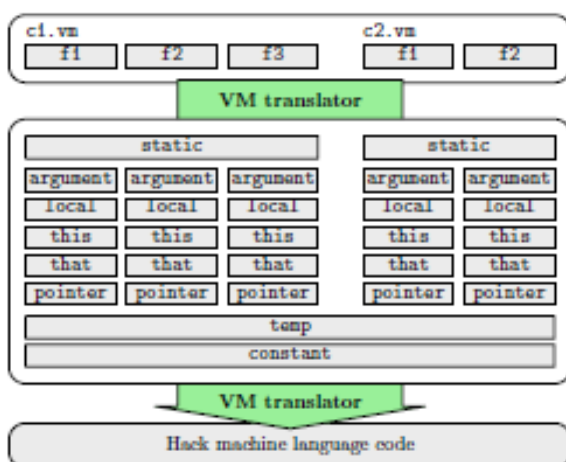 c1.vm c2.vm
f1 f2 f3 f1 f2
VM translator
static static
argument argument argument argument argument
local local local local local
this this this this this
that that that that that
pointer pointer pointer pointer pointer
temp
constant
VM translator
Hack machine language code